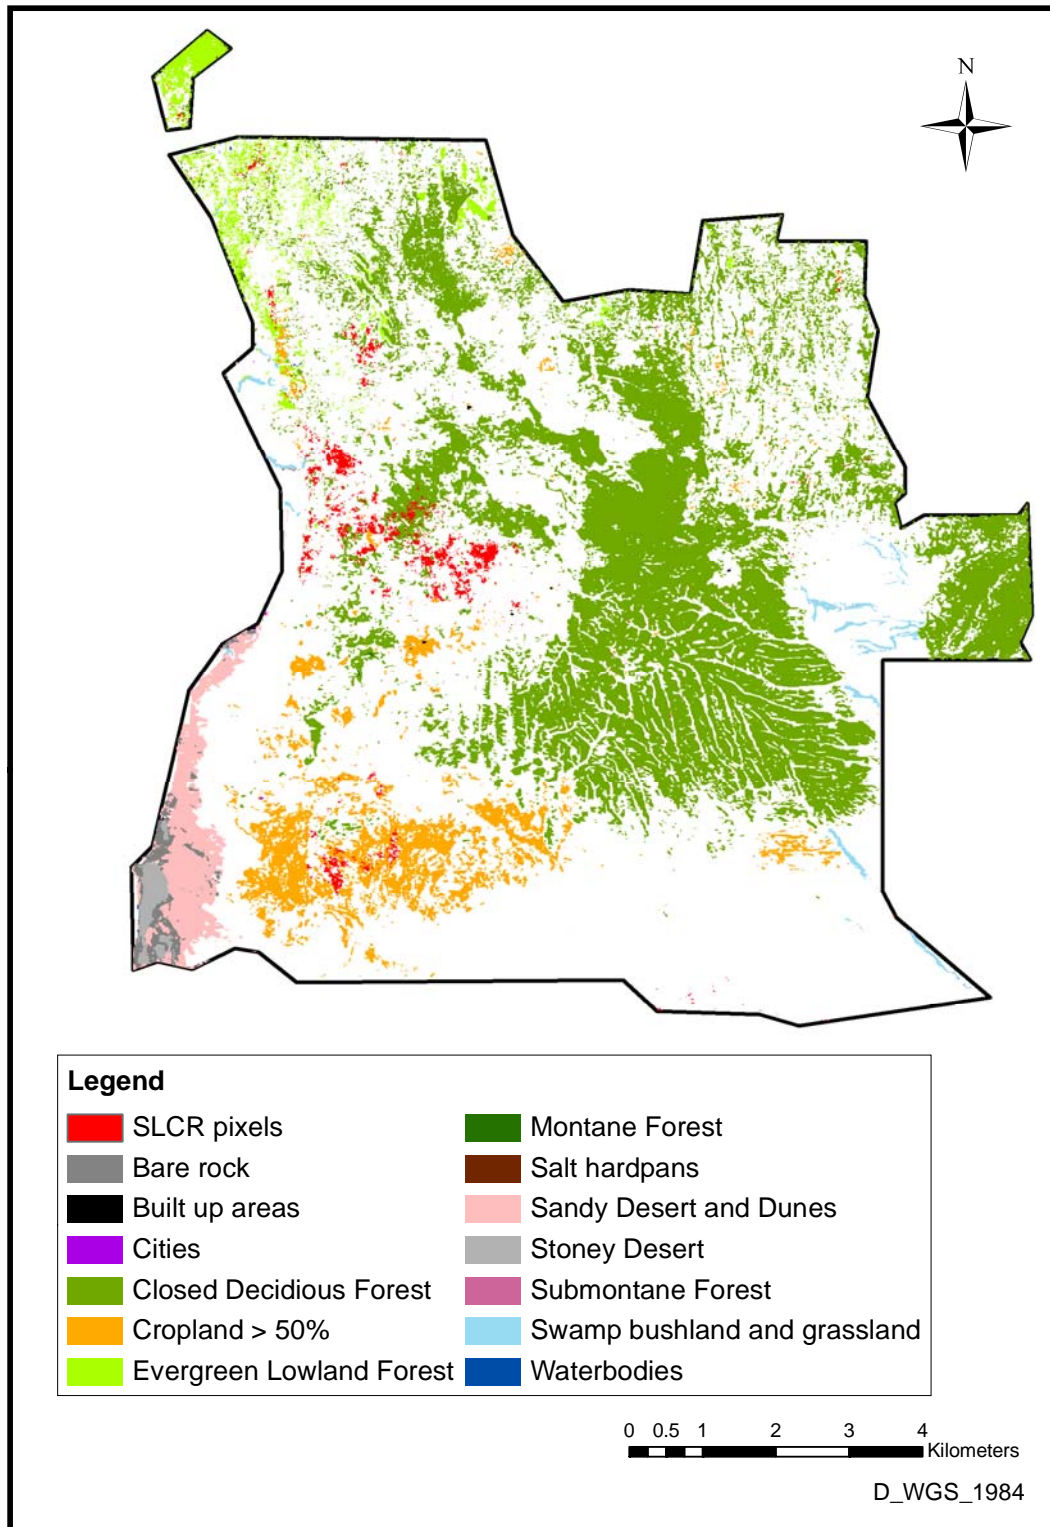 N
Legend
SLCR pixels
Bare rock
Built up areas
Cities
Closed Decidious Forest
Cropland > 50%
Evergreen Lowland Forest
Montane Forest
Salt hardpans
Sandy Desert and Dunes
Stoney Desert
Submontane Forest
Swamp bushland and grassland
Waterbodies
0 0.5 1 2 3 4
Kilometers
D_WGS_1984